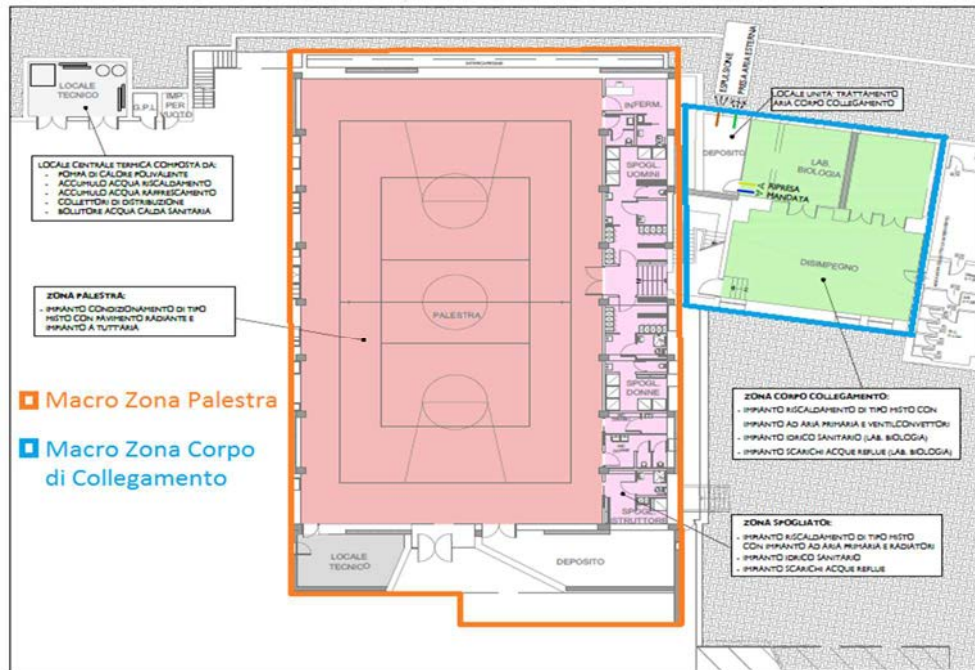 INTERCAPEDINE
ESPULSIONE
PRESA ARIA ESTERNA
LOCALE
TECNICO
G.P.L.
IMP.
PER
VUOTO
LOCALE UNITA' TRATTAMENTO
ARIA CORPO COLLEGAMENTO
INFERM.
DEPOSITO
LAB.
BIOLOGIA
SPOGL.
UOMINI
RIPRESA
MANDATA
DISIMPEGNO
LOCALE CENTRALE TERMICA COMPOSTA DA:
- POMPA DI CALORE POLIVALENTE
- ACCUMULO ACQUA RISCALDAMENTO
- ACCUMULO ACQUA RAFFRESCAMENTO
- COLLETTORI DI DISTRIBUZIONE
- BOLLITORE ACQUA CALDA SANITARIA
ZONA PALESTRA:
- IMPIANTO CONDIZIONAMENTO DI TIPO
MISTO CON PAVIMENTO RADIANTE E
IMPIANTO A TUTT'ARIA
PALESTRA
SPOGL.
DONNE
Macro Zona Palestra
Macro Zona Corpo
di Collegamento
ZONA CORPO COLLEGAMENTO:
- IMPIANTO RISCALDAMENTO DI TIPO MISTO CON
IMPIANTO AD ARIA PRIMARIA E VENTILCONVETTORI
- IMPIANTO IDRICO SANITARIO (LAB. BIOLOGIA)
- IMPIANTO SCARICHI ACQUE REFLUE (LAB. BIOLOGIA)
SPOGL.
ISTRUTTORE
ZONA SPOGLIATOI:
- IMPIANTO RISCALDAMENTO DI TIPO MISTO
CON IMPIANTO AD ARIA PRIMARIA E RADIATORI
- IMPIANTO IDRICO SANITARIO
- IMPIANTO SCARICHI ACQUE REFLUE
LOCALE
TECNICO
DEPOSITO